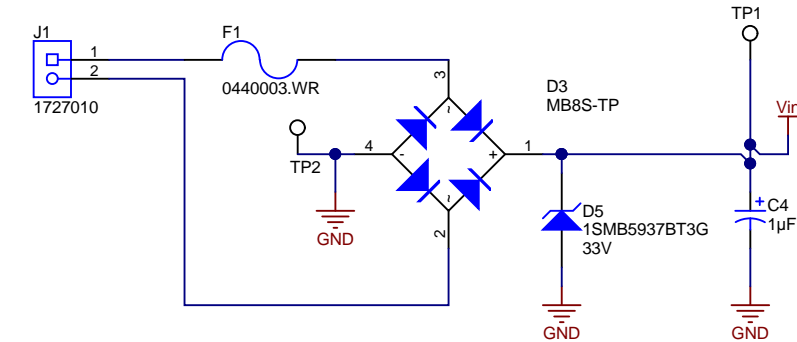 TP1
J1
F1
1
2
1727010
0440003.WR
3
~
D3
MB8S-TP
Vin
TP2
4
-
+
1
~
2
D5
1SMB5937BT3G
33V
+
C4
1µF
GND
GND
GND